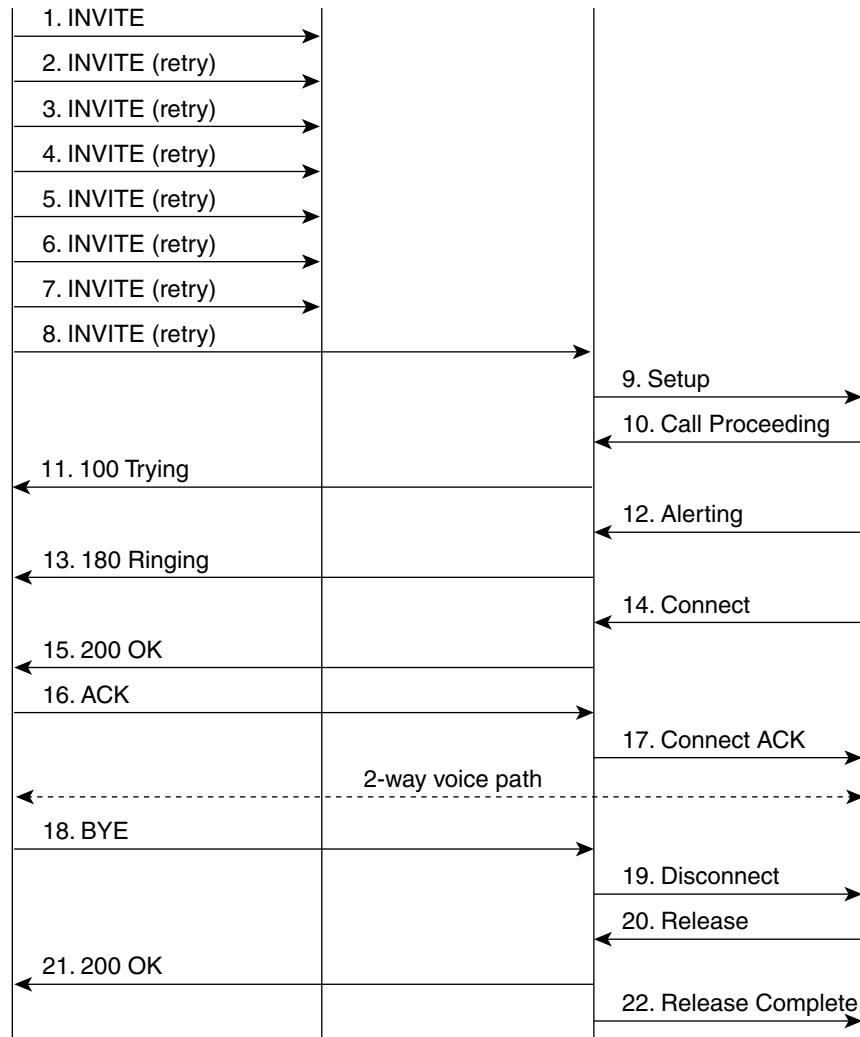 1. INVITE
2. INVITE (retry)
3. INVITE (retry)
4. INVITE (retry)
5. INVITE (retry)
6. INVITE (retry)
7. INVITE (retry)
8. INVITE (retry)
9. Setup
10. Call Proceeding
11. 100 Trying
12. Alerting
13. 180 Ringing
14. Connect
15. 200 OK
16. ACK
17. Connect ACK
2-way voice path
18. BYE
19. Disconnect
20. Release
21. 200 OK
22. Release Complete